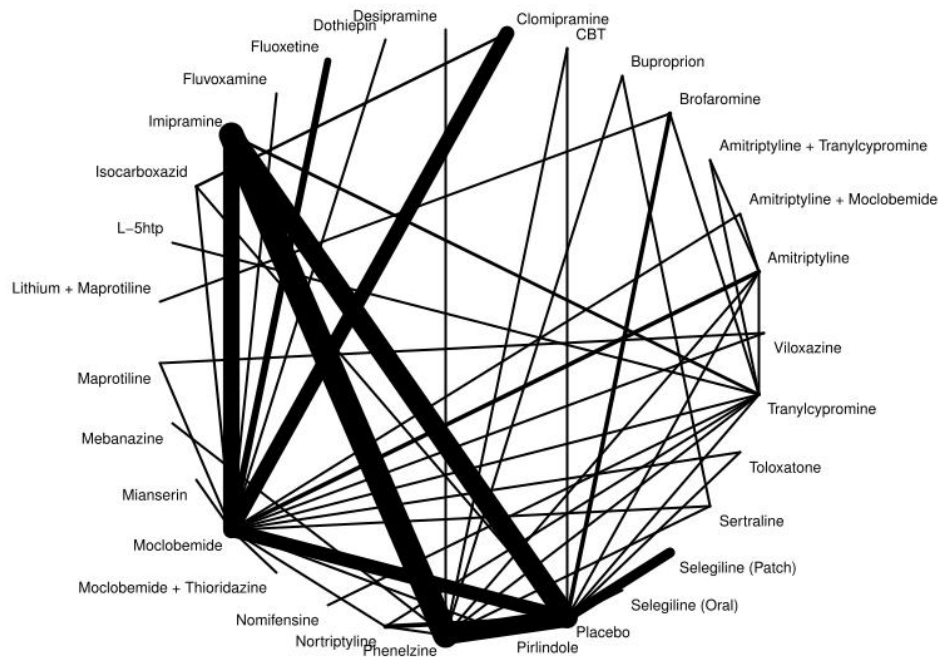 Desipramine
Clomipramine
Dothiepin
CBT
Fluoxetine
Buproprion
Fluvoxamine
Brofaromine
Imipramine
Amitriptyline + Tranylcypromine
Isocarboxazid
Amitriptyline + Moclobemide
L−5htp
Amitriptyline
Lithium + Maprotiline
Viloxazine
Maprotiline
Tranylcypromine
Mebanazine
Toloxatone
Mianserin
Sertraline
Moclobemide
Selegiline (Patch)
Moclobemide + Thioridazine
Selegiline (Oral)
Nomifensine
Placebo
Nortriptyline
Pirlindole
Phenelzine